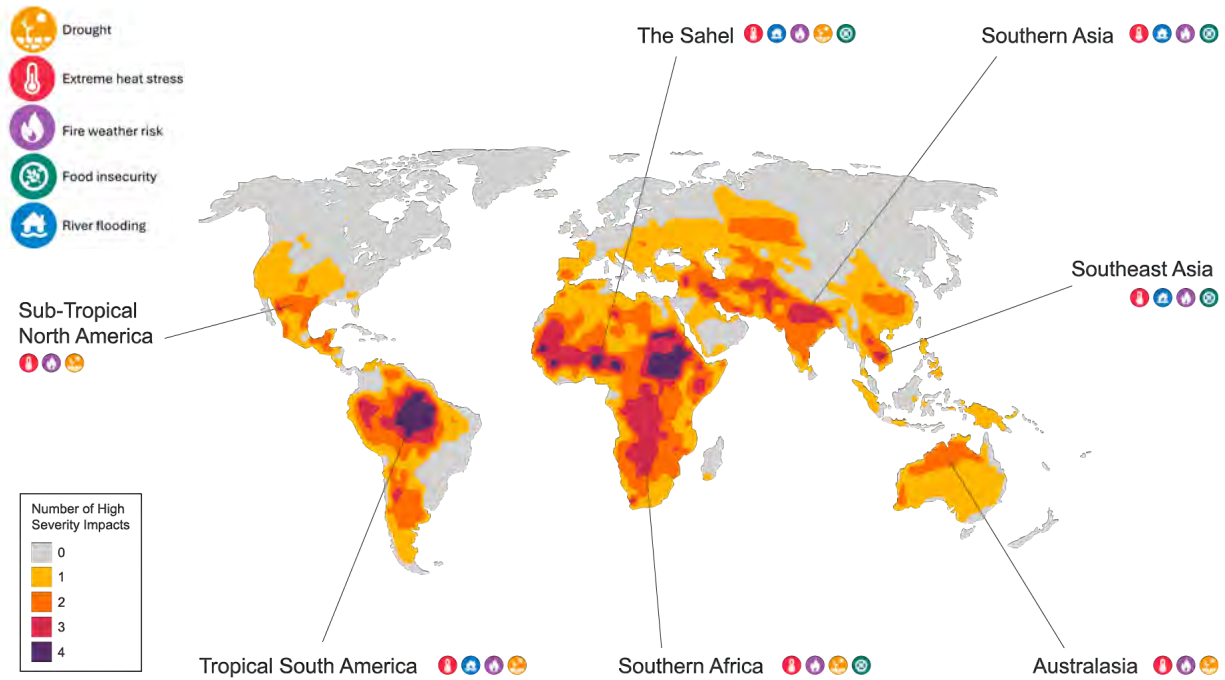 Drought
Extreme heat stress
Fire weather risk
Food insecurity
River flooding
The Sahel
Southern Asia
Southeast Asia
Sub-Tropical
North America
Number of High
Severity Impacts
0
1
2
3
4
Tropical South America
Southern Africa
Australasia